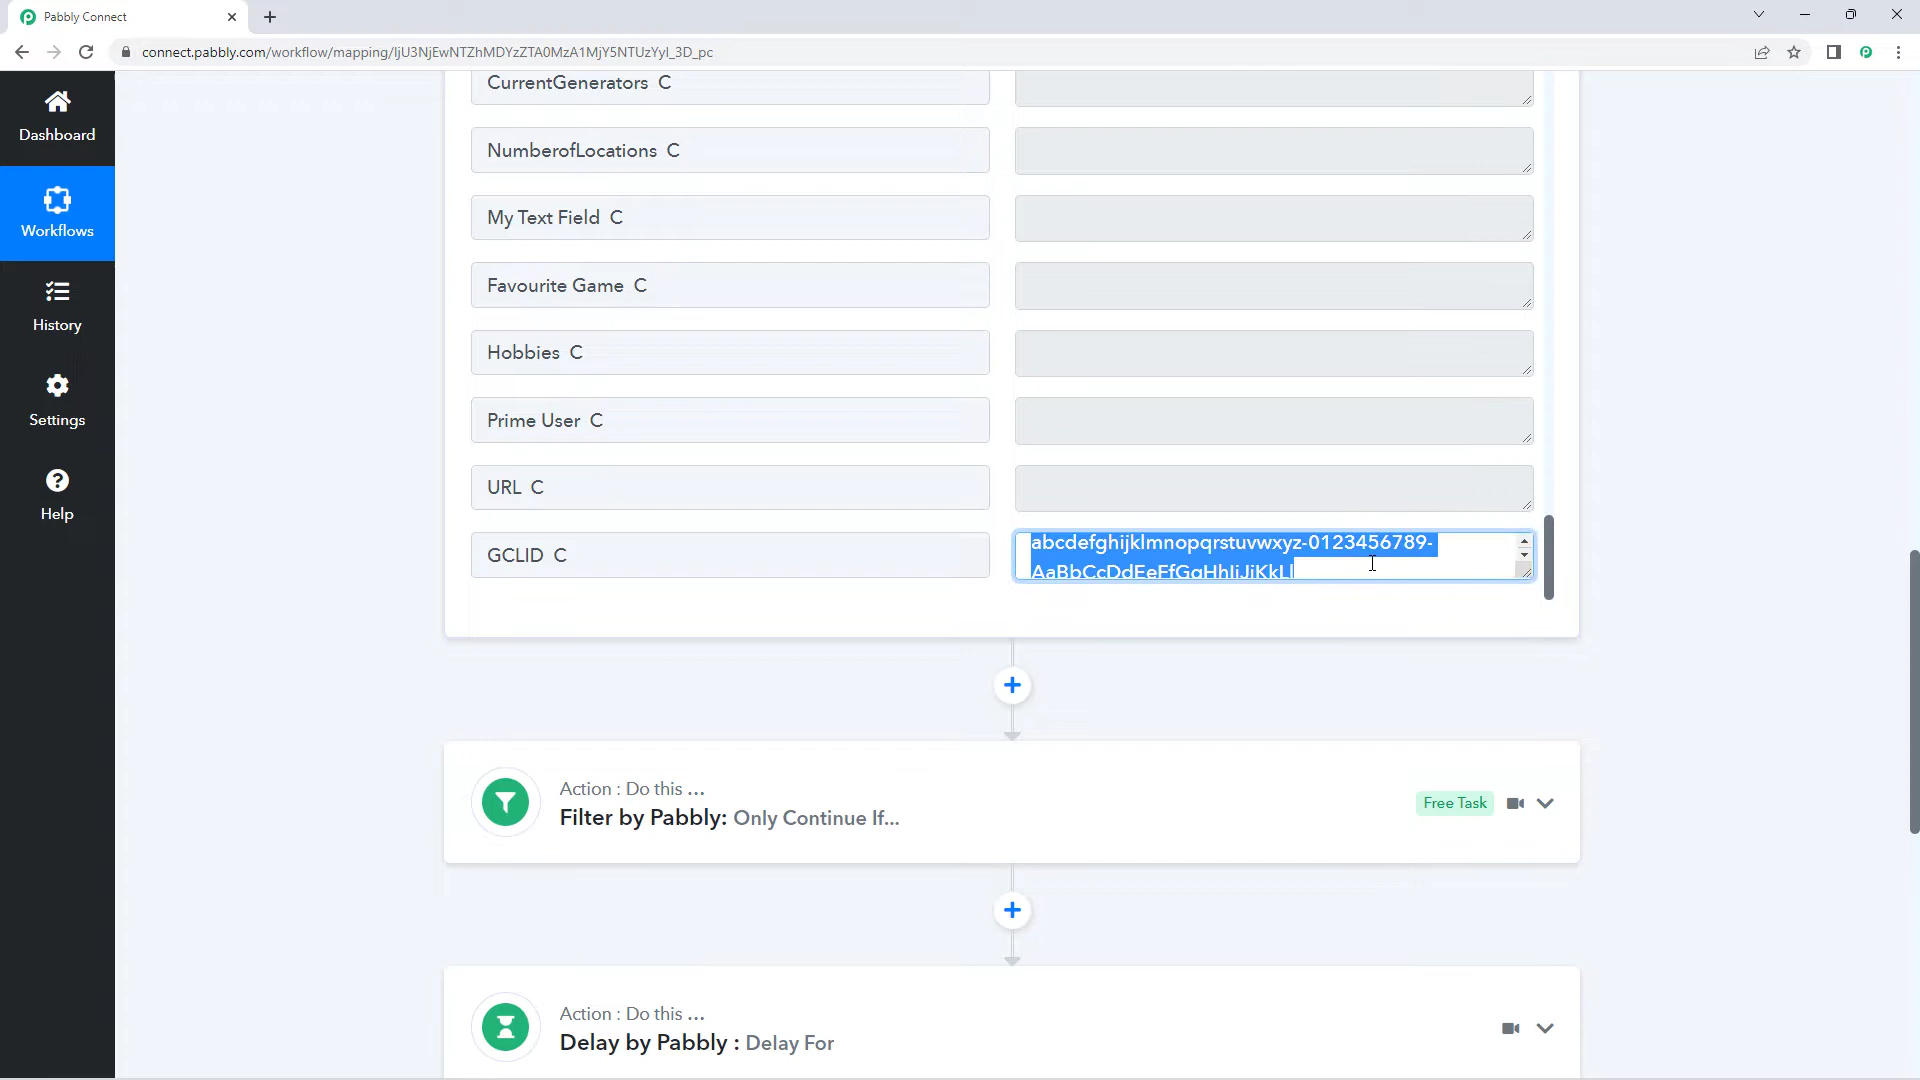 Pabbly Connect
connect.pabbly.com/workflow/mapping/IjU3NjEwNTZhMDYzZTA0MzA1MjY5NTUzYyI_3D_pc
Dashboard
Workflows
History
Settings
Help
CurrentGenerators C
NumberofLocations C
My Text Field C
Favourite Game C
Hobbies C
Prime User C
URL C
GCLID C
abcdefghijklmnopqrstuvwxyz-0123456789-
AaBbCcDdEeFfGgHhIiJjKkLl
Action : Do this ...
Filter by Pabbly: Only Continue If...
Free Task
Action : Do this ...
Delay by Pabbly : Delay For